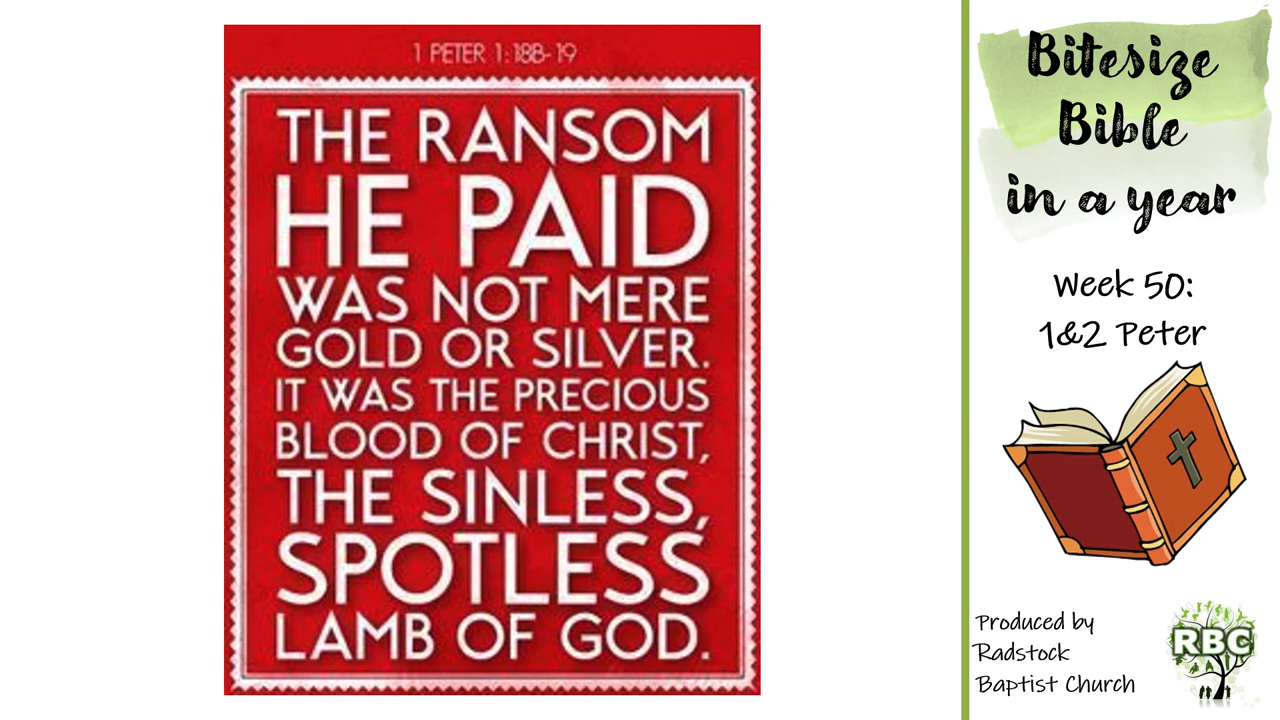 1 PETER 1:18B-19
THE RANSOM
HE PAID
WAS NOT MERE
GOLD OR SILVER.
IT WAS THE PRECIOUS
BLOOD OF CHRIST,
THE SINLESS,
SPOTLESS
LAMB OF GOD.
Bitesize
Bible
in a year
Week 50:
1&2 Peter
Produced by
Radstock
Baptist Church
RBC